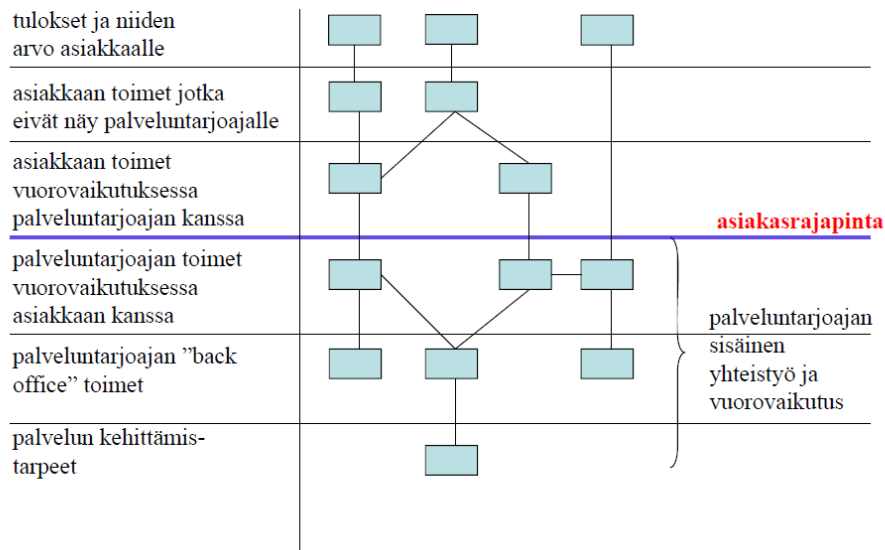 tulokset ja niiden
arvo asiakkaalle
asiakkaan toimet jotka
eivät näy palveluntarjoajalle
asiakkaan toimet
vuorovaikutuksessa
palveluntarjoajan kanssa
asiakasrajapinta
palveluntarjoajan toimet
vuorovaikutuksessa
asiakkaan kanssa
palveluntarjoajan
sisäinen
yhteistyö ja
vuorovaikutus
palveluntarjoajan ”back
office” toimet
palvelun kehittämis-
tarpeet